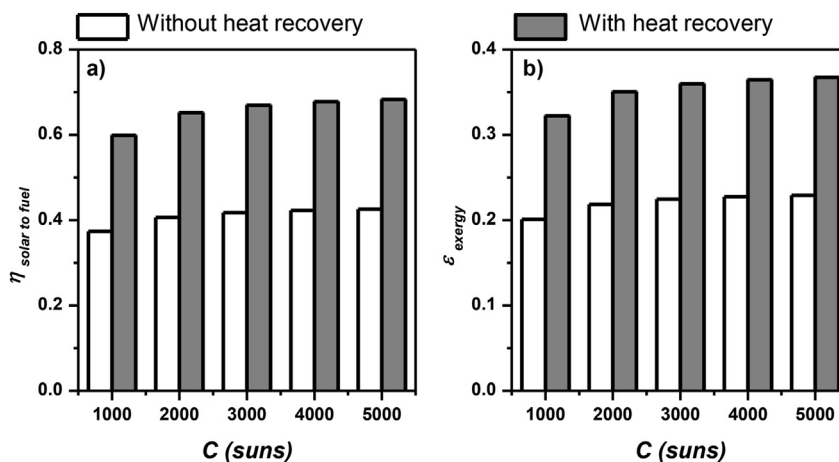 Without heat recovery
With heat recovery
a)
0.8
0.6
0.4
0.2
0.0
η solar to fuel
1000 2000 3000 4000 5000
C (suns)
b)
0.4
0.3
0.2
0.1
0.0
ε exergy
1000 2000 3000 4000 5000
C (suns)